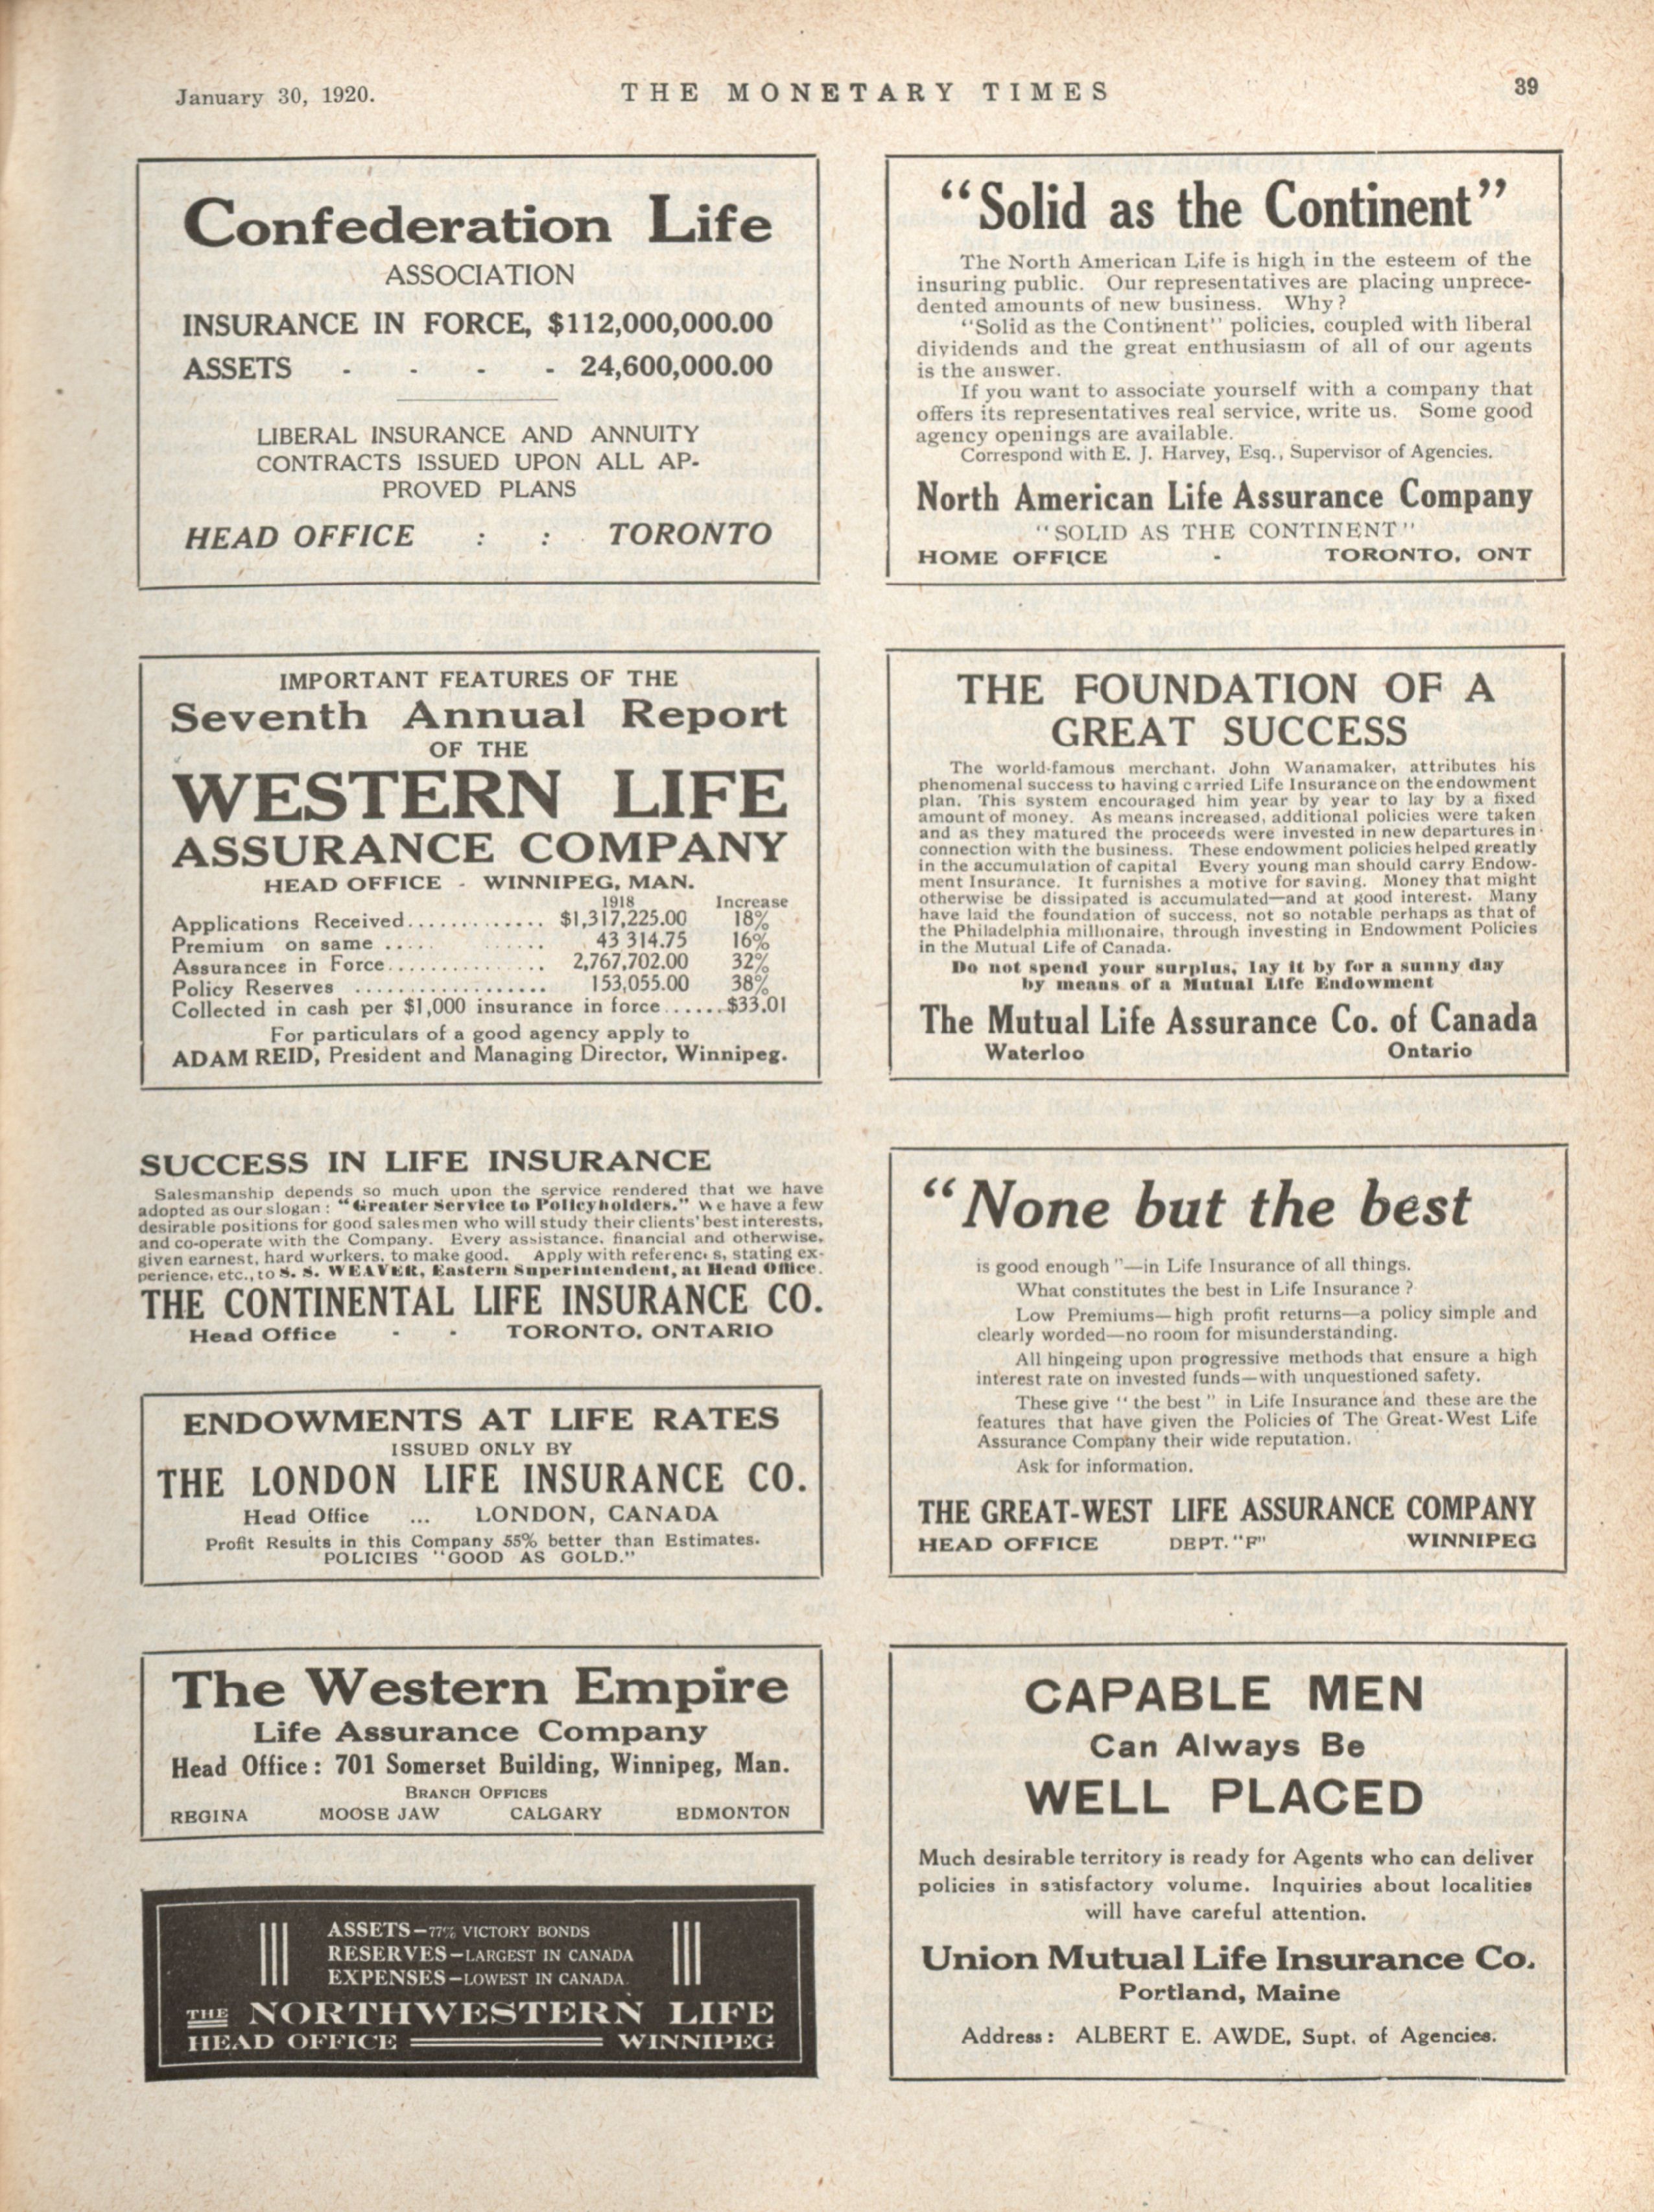 January 30, 1920.
THE MONETARY TIMES
39
Confederation Life
ASSOCIATION
INSURANCE IN FORCE, $112,000,000.00
ASSETS - - - - 24,600,000.00
LIBERAL INSURANCE AND ANNUITY
CONTRACTS ISSUED UPON ALL AP-
PROVED PLANS
HEAD OFFICE : : TORONTO
IMPORTANT FEATURES OF THE
Seventh Annual Report
OF THE
WESTERN LIFE
ASSURANCE COMPANY
HEAD OFFICE - WINNIPEG, MAN.
1918 Increase
Applications Received............. $1,317,225.00 18%
Premium on same ..... ...... 43 314.75 16%
Assurances in Force............... 2,767,702.00 32%
Policy Reserves .................. 153,055.00 38%
Collected in cash per $1,000 insurance in force......$33.01
For particulars of a good agency apply to
ADAM REID, President and Managing Director, Winnipeg.
SUCCESS IN LIFE INSURANCE
Salesmanship depends so much upon the service rendered that we have
adopted as our slogan: "Greater Service to Policyholders." We have a few
desirable positions for good salesmen who will study their clients' best interests,
and co-operate with the Company. Every assistance, financial and otherwise,
given earnest, hard workers, to make good. Apply with references, stating ex-
perience, etc., to S. S. WEAVER, Eastern Superintendent, at Head Office.
THE CONTINENTAL LIFE INSURANCE CO.
Head Office - - TORONTO, ONTARIO
ENDOWMENTS AT LIFE RATES
ISSUED ONLY BY
THE LONDON LIFE INSURANCE CO.
Head Office ... LONDON, CANADA
Profit Results in this Company 55% better than Estimates.
POLICIES "GOOD AS GOLD."
The Western Empire
Life Assurance Company
Head Office: 701 Somerset Building, Winnipeg, Man.
BRANCH OFFICES
REGINA MOOSE JAW CALGARY EDMONTON
ASSETS—77% VICTORY BONDS
RESERVES—LARGEST IN CANADA
EXPENSES—LOWEST IN CANADA.
THE NORTHWESTERN LIFE
HEAD OFFICE WINNIPEG
"Solid as the Continent"
The North American Life is high in the esteem of the
insuring public. Our representatives are placing unprece-
dented amounts of new business. Why?
"Solid as the Continent" policies, coupled with liberal
dividends and the great enthusiasm of all of our agents
is the answer.
If you want to associate yourself with a company that
offers its representatives real service, write us. Some good
agency openings are available.
Correspond with E. J. Harvey, Esq., Supervisor of Agencies.
North American Life Assurance Company
"SOLID AS THE CONTINENT"
HOME OFFICE - TORONTO, ONT
THE FOUNDATION OF A
GREAT SUCCESS
The world-famous merchant, John Wanamaker, attributes his
phenomenal success to having carried Life Insurance on the endowment
plan. This system encouraged him year by year to lay by a fixed
amount of money. As means increased, additional policies were taken
and as they matured the proceeds were invested in new departures in
connection with the business. These endowment policies helped greatly
in the accumulation of capital Every young man should carry Endow-
ment Insurance. It furnishes a motive for saving. Money that might
otherwise be dissipated is accumulated—and at good interest. Many
have laid the foundation of success, not so notable perhaps as that of
the Philadelphia millionaire, through investing in Endowment Policies
in the Mutual Life of Canada.
Do not spend your surplus, lay it by for a sunny day
by means of a Mutual Life Endowment
The Mutual Life Assurance Co. of Canada
Waterloo Ontario
"None but the best
is good enough"—in Life Insurance of all things.
What constitutes the best in Life Insurance?
Low Premiums—high profit returns—a policy simple and
clearly worded—no room for misunderstanding.
All hingeing upon progressive methods that ensure a high
interest rate on invested funds—with unquestioned safety.
These give "the best" in Life Insurance and these are the
features that have given the Policies of The Great-West Life
Assurance Company their wide reputation.
Ask for information.
THE GREAT-WEST LIFE ASSURANCE COMPANY
HEAD OFFICE DEPT. "F" WINNIPEG
CAPABLE MEN
Can Always Be
WELL PLACED
Much desirable territory is ready for Agents who can deliver
policies in satisfactory volume. Inquiries about localities
will have careful attention.
Union Mutual Life Insurance Co.
Portland, Maine
Address: ALBERT E. AWDE, Supt. of Agencies.